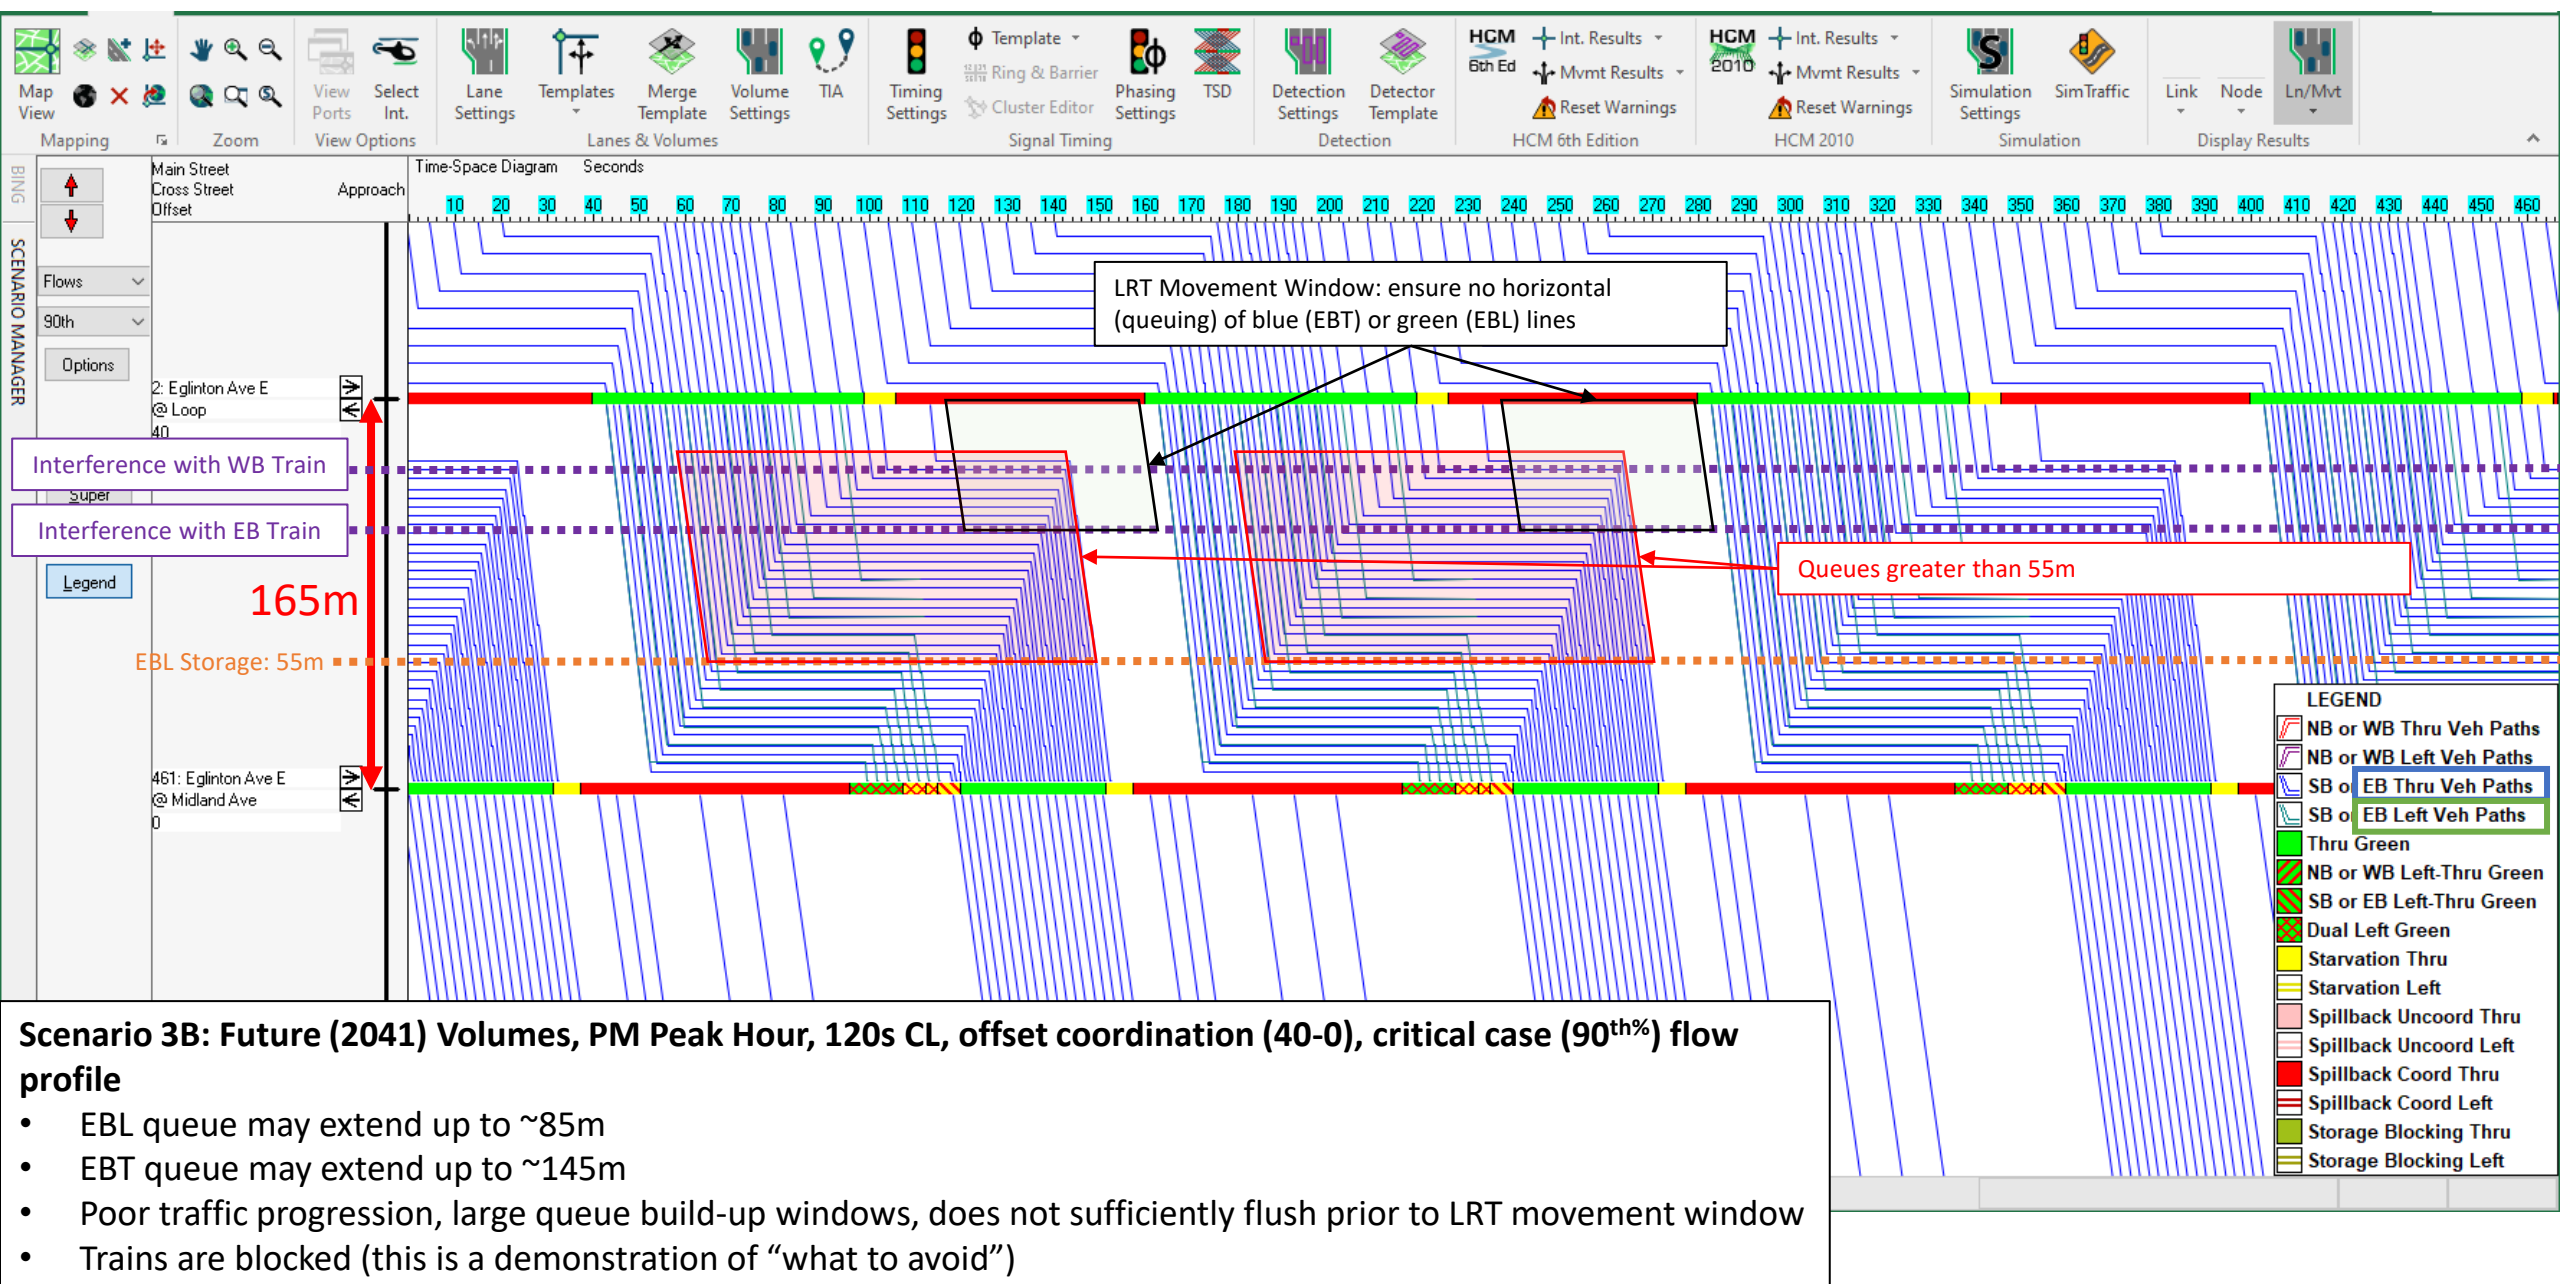 Map
View
View
Ports
Select
Int.
Lane
Settings
Templates
Merge
Template
Volume
Settings
TIA
Timing
Settings
Φ Template
Ring & Barrier
Cluster Editor
Phasing
Settings
TSD
Detection
Settings
Detector
Template
HCM
6th Ed
Int. Results
Mvmt Results
Reset Warnings
HCM
2010
Int. Results
Mvmt Results
Reset Warnings
Simulation
Settings
SimTraffic
Link
Node
Ln/Mvt
Mapping
Zoom
View Options
Lanes & Volumes
Signal Timing
Detection
HCM 6th Edition
HCM 2010
Simulation
Display Results
BING
SCENARIO MANAGER
Main Street
Cross Street
Offset
Approach
Time-Space Diagram Seconds
10 20 30 40 50 60 70 80 90 100 110 120 130 140 150 160 170 180 190 200 210 220 230 240 250 260 270 280 290 300 310 320 330 340 350 360 370 380 390 400 410 420 430 440 450 460
Flows
90th
Options
LRT Movement Window: ensure no horizontal
(queuing) of blue (EBT) or green (EBL) lines
2: Eglinton Ave E
@ Loop
40
Interference with WB Train
Super
Interference with EB Train
Legend
Queues greater than 55m
165m
EBL Storage: 55m
461: Eglinton Ave E
@ Midland Ave
0
LEGEND
NB or WB Thru Veh Paths
NB or WB Left Veh Paths
SB or EB Thru Veh Paths
SB or EB Left Veh Paths
Thru Green
NB or WB Left-Thru Green
SB or EB Left-Thru Green
Dual Left Green
Starvation Thru
Starvation Left
Spillback Uncoord Thru
Spillback Uncoord Left
Spillback Coord Thru
Spillback Coord Left
Storage Blocking Thru
Storage Blocking Left
Scenario 3B: Future (2041) Volumes, PM Peak Hour, 120s CL, offset coordination (40-0), critical case (90th%) flow
profile
• EBL queue may extend up to ~85m
• EBT queue may extend up to ~145m
• Poor traffic progression, large queue build-up windows, does not sufficiently flush prior to LRT movement window
• Trains are blocked (this is a demonstration of “what to avoid”)